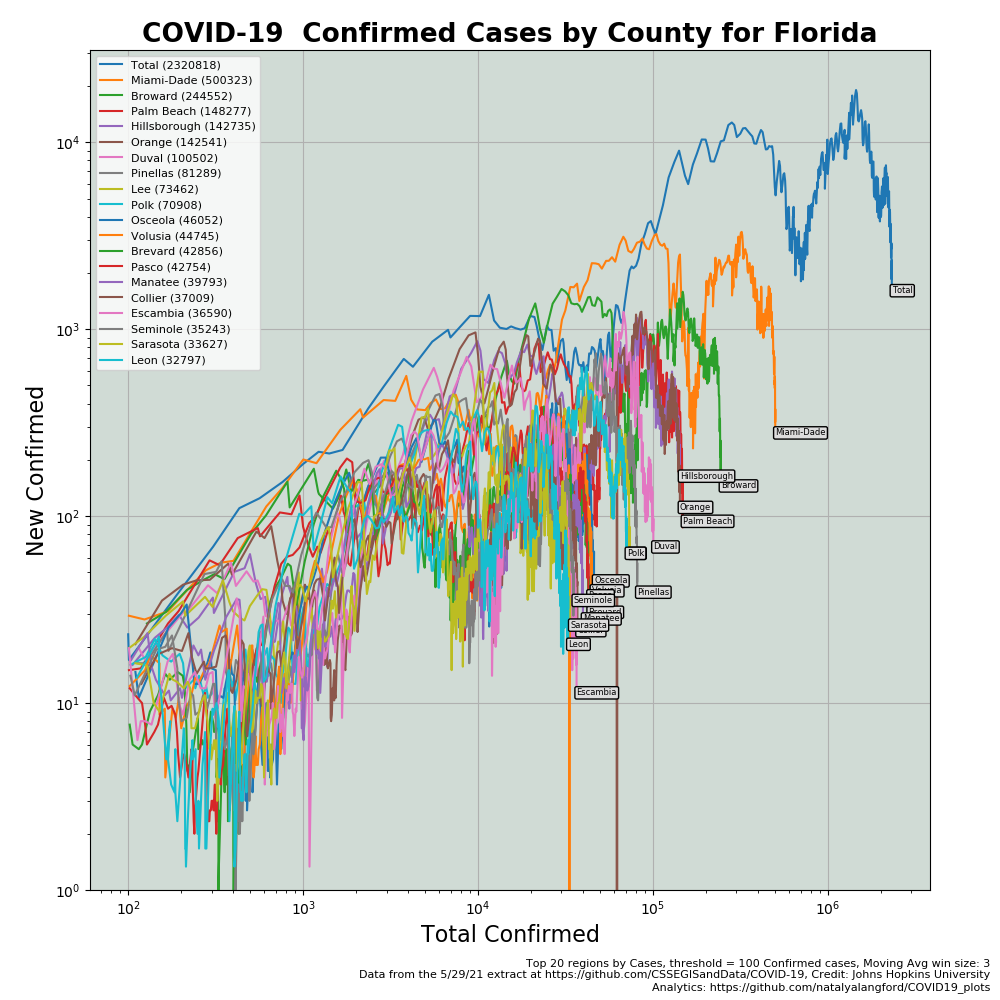 COVID-19  Confirmed Cases by County for Florida
Total (2320818)
Miami-Dade (500323)
Broward (244552)
Palm Beach (148277)
Hillsborough (142735)
Orange (142541)
Duval (100502)
Pinellas (81289)
Lee (73462)
Polk (70908)
Osceola (46052)
Volusia (44745)
Brevard (42856)
Pasco (42754)
Manatee (39793)
Collier (37009)
Escambia (36590)
Seminole (35243)
Sarasota (33627)
Leon (32797)
New Confirmed
10^4
10^3
10^2
10^1
10^0
Total
Miami-Dade
Hillsborough
Broward
Orange
Palm Beach
Polk
Duval
Osceola
Pinellas
Seminole
Sarasota
Leon
Escambia
10^2
10^3
10^4
10^5
10^6
Total Confirmed
Top 20 regions by Cases, threshold = 100 Confirmed cases, Moving Avg win size: 3
Data from the 5/29/21 extract at https://github.com/CSSEGISandData/COVID-19, Credit: Johns Hopkins University
Analytics: https://github.com/natalyalangford/COVID19_plots